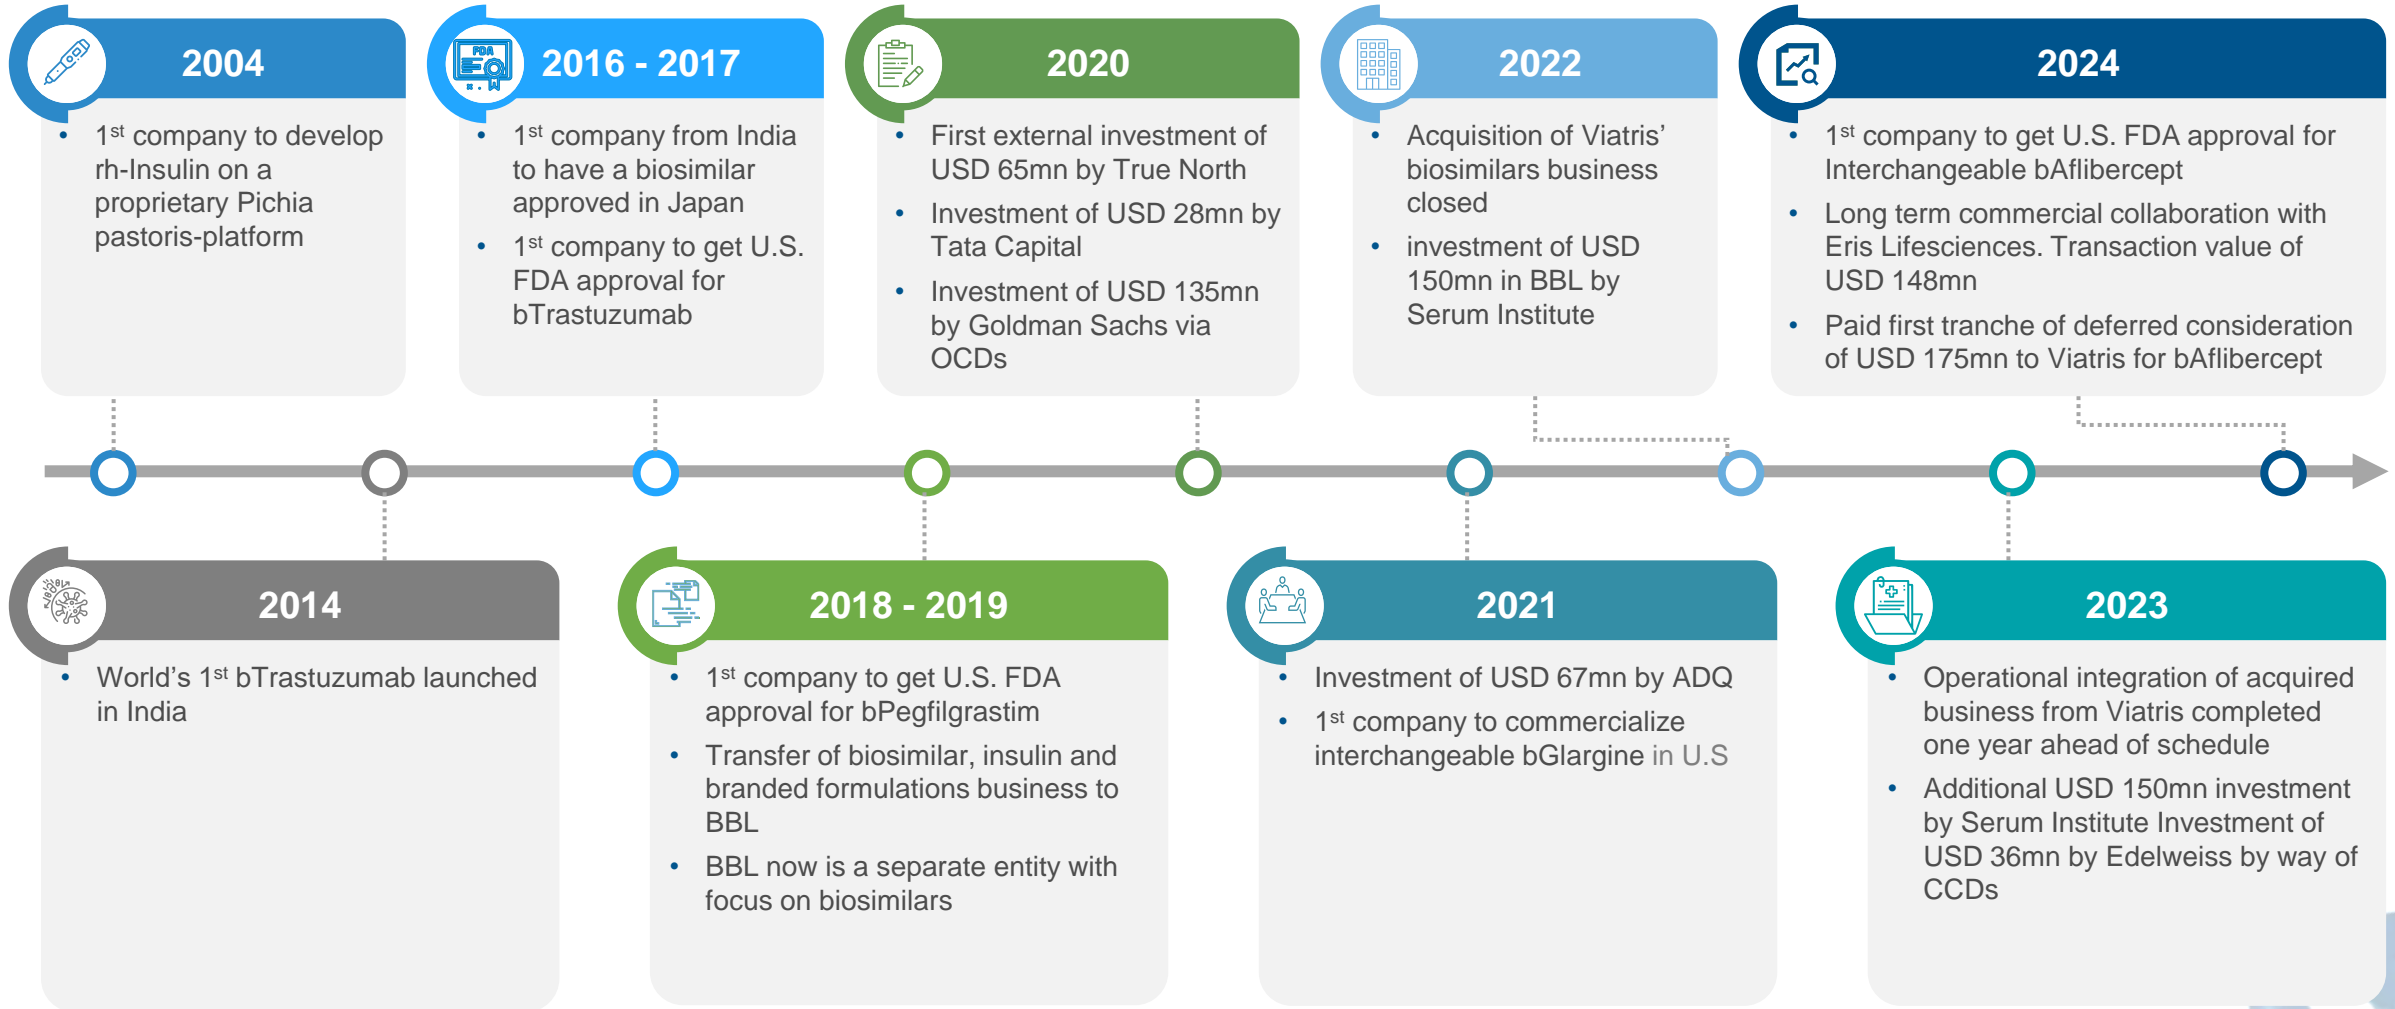 2004
• 1st company to develop
rh-Insulin on a
proprietary Pichia
pastoris-platform
FDA
2016 - 2017
• 1st company from India
to have a biosimilar
approved in Japan
• 1st company to get U.S.
FDA approval for
bTrastuzumab
2020
• First external investment of
USD 65mn by True North
• Investment of USD 28mn by
Tata Capital
• Investment of USD 135mn
by Goldman Sachs via
OCDs
2022
• Acquisition of Viatris’
biosimilars business
closed
• investment of USD
150mn in BBL by
Serum Institute
2024
• 1st company to get U.S. FDA approval for
Interchangeable bAflibercept
• Long term commercial collaboration with
Eris Lifesciences. Transaction value of
USD 148mn
• Paid first tranche of deferred consideration
of USD 175mn to Viatris for bAflibercept
2014
• World’s 1st bTrastuzumab launched
in India
2018 - 2019
• 1st company to get U.S. FDA
approval for bPegfilgrastim
• Transfer of biosimilar, insulin and
branded formulations business to
BBL
• BBL now is a separate entity with
focus on biosimilars
2021
• Investment of USD 67mn by ADQ
• 1st company to commercialize
interchangeable bGlargine in U.S
2023
• Operational integration of acquired
business from Viatris completed
one year ahead of schedule
• Additional USD 150mn investment
by Serum Institute Investment of
USD 36mn by Edelweiss by way of
CCDs